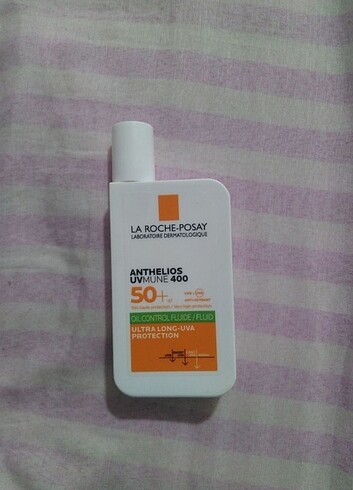 LA ROCHE-POSAY
LABORATOIRE DERMATOLOGIQUE
ANTHELIOS
UVMUNE 400
50+
OIL CONTROL FLUIDE / FLUID
ULTRA LONG-UVA
PROTECTION